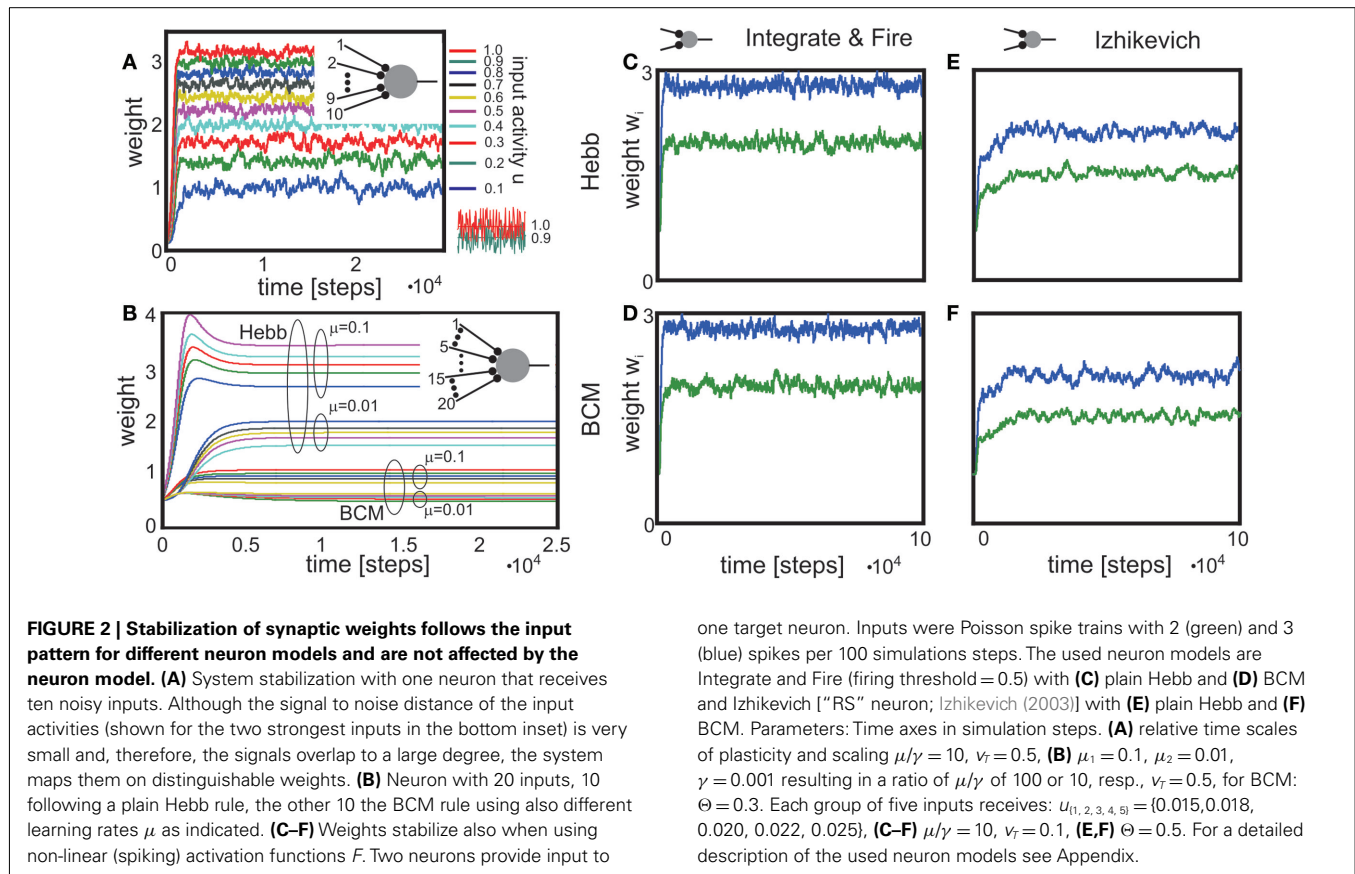 A
weight
3
2
1
0
0
1
2
time [steps]
•10⁴
1
2
9
10
1.0
0.9
0.8
0.7
0.6
0.5
0.4
0.3
0.2
0.1
input activity u
1.0
0.9
B
weight
4
3
2
1
0
0
0.5
1
1.5
2
2.5
time [steps]
•10⁴
Hebb
μ=0.1
μ=0.01
μ=0.1
BCM
μ=0.01
1
5
15
20
Integrate & Fire
Izhikevich
Hebb
BCM
C
weight wᵢ
3
0
0
10
E
0
10
D
weight wᵢ
3
0
0
10
time [steps]
•10⁴
F
0
10
time [steps]
•10⁴
FIGURE 2 | Stabilization of synaptic weights follows the input
pattern for different neuron models and are not affected by the
neuron model. (A) System stabilization with one neuron that receives
ten noisy inputs. Although the signal to noise distance of the input
activities (shown for the two strongest inputs in the bottom inset) is very
small and, therefore, the signals overlap to a large degree, the system
maps them on distinguishable weights. (B) Neuron with 20 inputs, 10
following a plain Hebb rule, the other 10 the BCM rule using also different
learning rates μ as indicated. (C–F) Weights stabilize also when using
non-linear (spiking) activation functions F. Two neurons provide input to
one target neuron. Inputs were Poisson spike trains with 2 (green) and 3
(blue) spikes per 100 simulations steps. The used neuron models are
Integrate and Fire (firing threshold = 0.5) with (C) plain Hebb and (D) BCM
and Izhikevich ["RS" neuron; Izhikevich (2003)] with (E) plain Hebb and (F)
BCM. Parameters: Time axes in simulation steps. (A) relative time scales
of plasticity and scaling μ/γ = 10, v_T = 0.5, (B) μ₁ = 0.1, μ₂ = 0.01,
γ = 0.001 resulting in a ratio of μ/γ of 100 or 10, resp., v_T = 0.5, for BCM:
Θ = 0.3. Each group of five inputs receives: u_{1, 2, 3, 4, 5} = {0.015,0.018,
0.020, 0.022, 0.025}, (C–F) μ/γ = 10, v_T = 0.1, (E,F) Θ = 0.5. For a detailed
description of the used neuron models see Appendix.